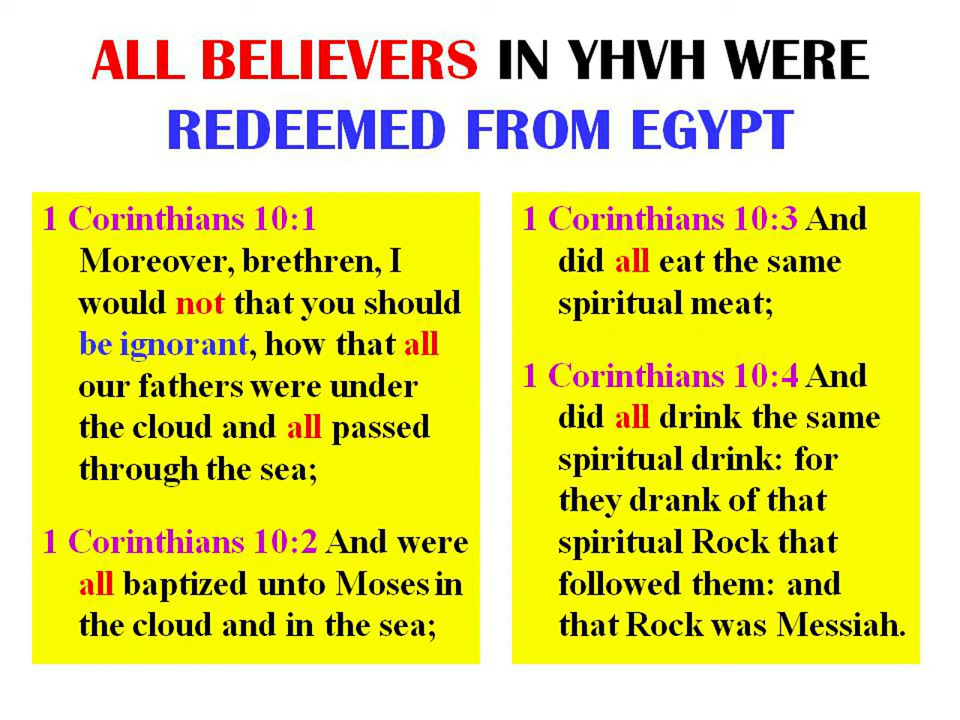 ALL BELIEVERS IN YHVH WERE
REDEEMED FROM EGYPT
1 Corinthians 10:1
Moreover, brethren, I
would not that you should
be ignorant, how that all
our fathers were under
the cloud and all passed
through the sea;
1 Corinthians 10:2 And were
all baptized unto Moses in
the cloud and in the sea;
1 Corinthians 10:3 And
did all eat the same
spiritual meat;
1 Corinthians 10:4 And
did all drink the same
spiritual drink: for
they drank of that
spiritual Rock that
followed them: and
that Rock was Messiah.